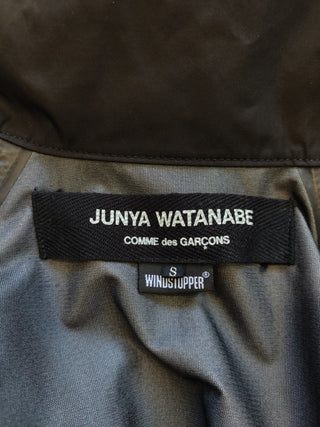 JUNYA WATANABE
COMME des GARÇONS
S
WINDSTOPPER®